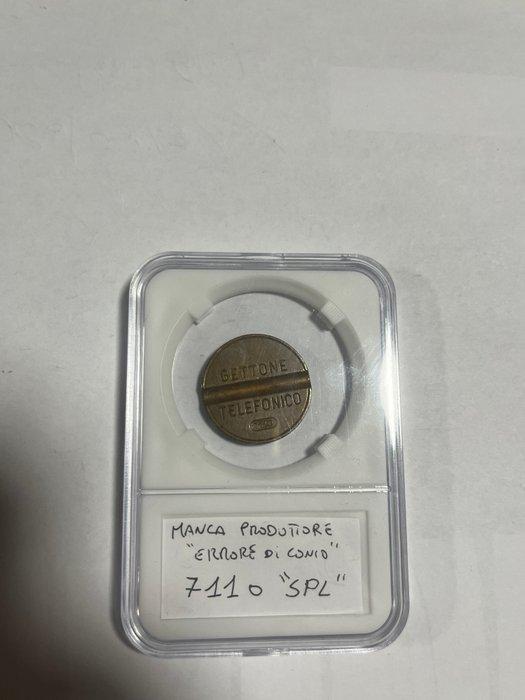 GETTONE
TELEFONICO
MANCA PRODUTTORE
"ERRORE Di CONIO"
7110 "SPL"